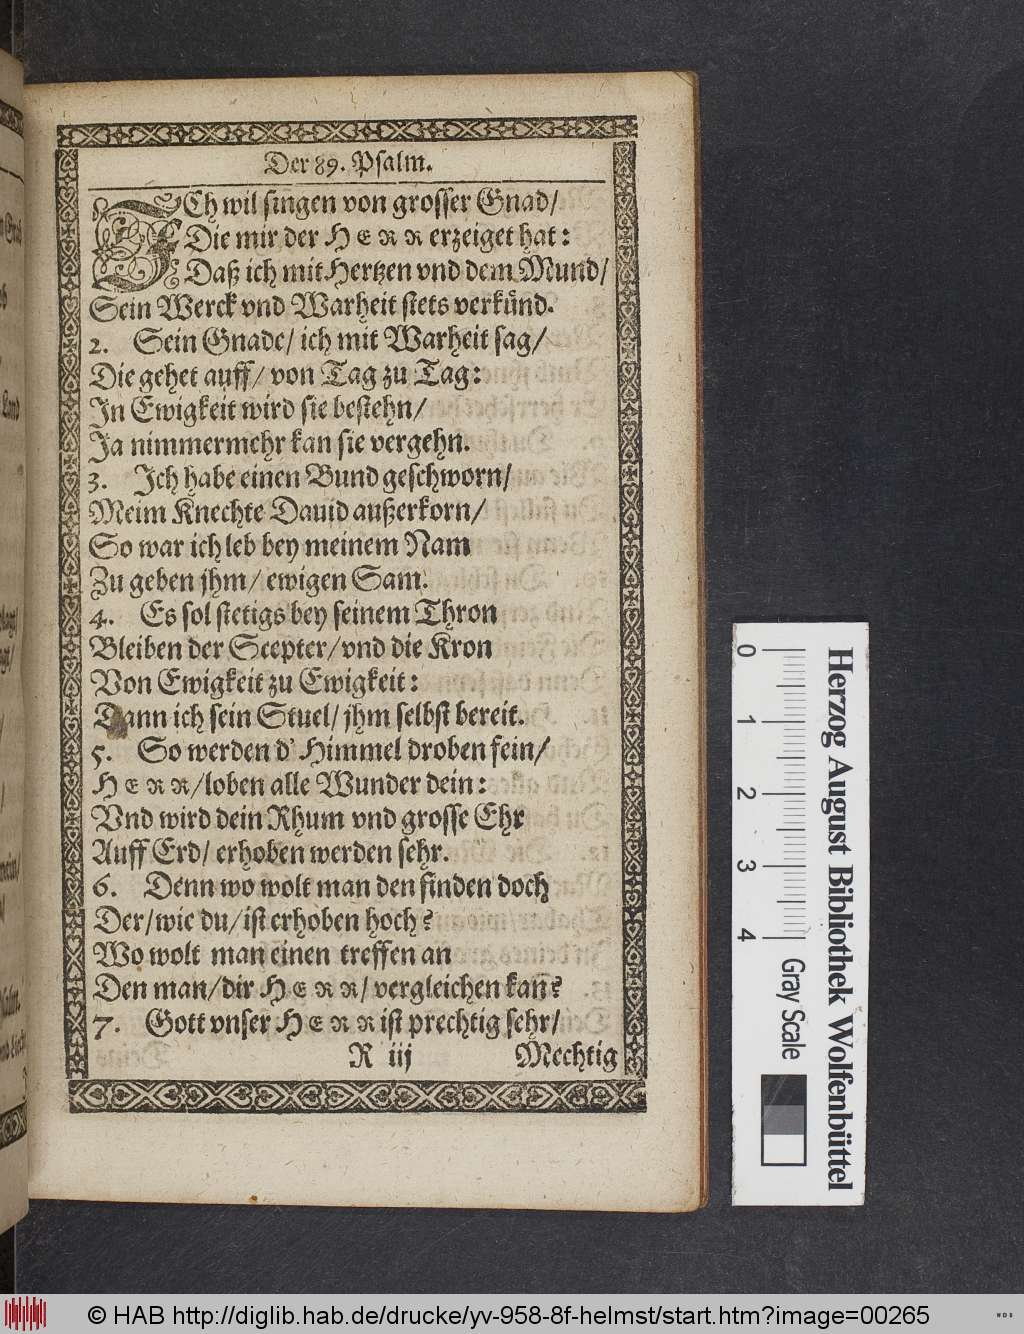 Der 89. Psalm.
ICh wil singen von grosser Gnad/
Die mir der HERR erzeiget hat:
Daß ich mit Hertzen vnd dem Mund/
Sein Werck vnd Warheit stets verkünd.
2. Sein Gnade/ ich mit Warheit sag/
Die gehet auff/ von Tag zu Tag:
In Ewigkeit wird sie bestehn/
Ja nimmermehr kan sie vergehn.
3. Ich habe einen Bund geschworn/
Meim Knechte Dauid außerkorn/
So war ich leb bey meinem Nam
Zu geben jhm/ ewigen Sam.
4. Es sol stetigs bey seinem Thron
Bleiben der Scepter/ vnd die Kron
Von Ewigkeit zu Ewigkeit:
Dann ich sein Stuel/ jhm selbst bereit.
5. So werden d' Himmel droben fein/
HERR/ loben alle Wunder dein:
Vnd wird dein Rhum vnd grosse Ehr
Auff Erd/ erhoben werden sehr.
6. Denn wo wolt man den finden doch
Der/ wie du/ ist erhoben hoch?
Wo wolt man einen treffen an
Den man/ dir HERR/ vergleichen kan?
7. Gott vnser HERR ist prechtig sehr/
R iij Mechtig
Land
0 1 2 3 4
Herzog August Bibliothek Wolfenbüttel
Gray Scale
© HAB http://diglib.hab.de/drucke/yv-958-8f-helmst/start.htm?image=00265